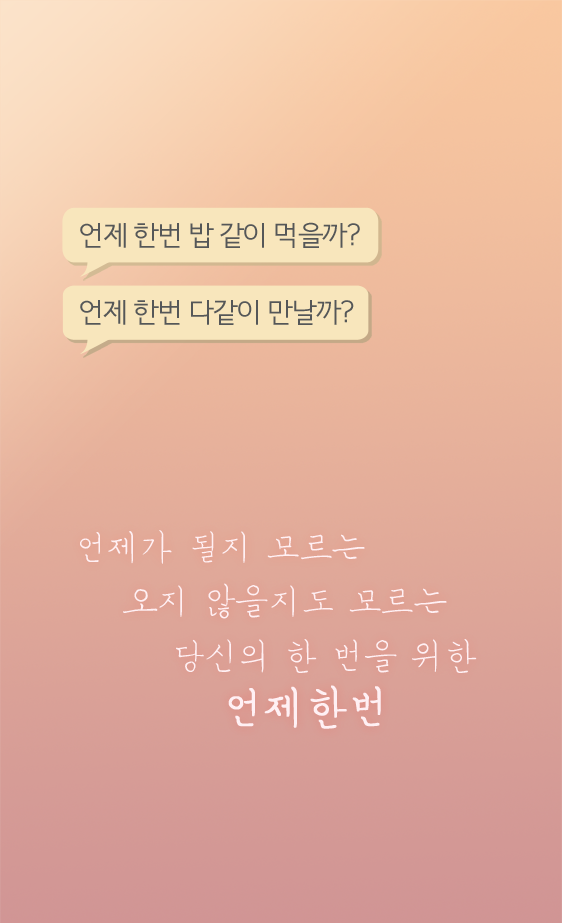 언제 한번 밥 같이 먹을까?
언제 한번 다같이 만날까?
언제가 될지 모르는
오지 않을지도 모르는
당신의 한 번을 위한
언제한번